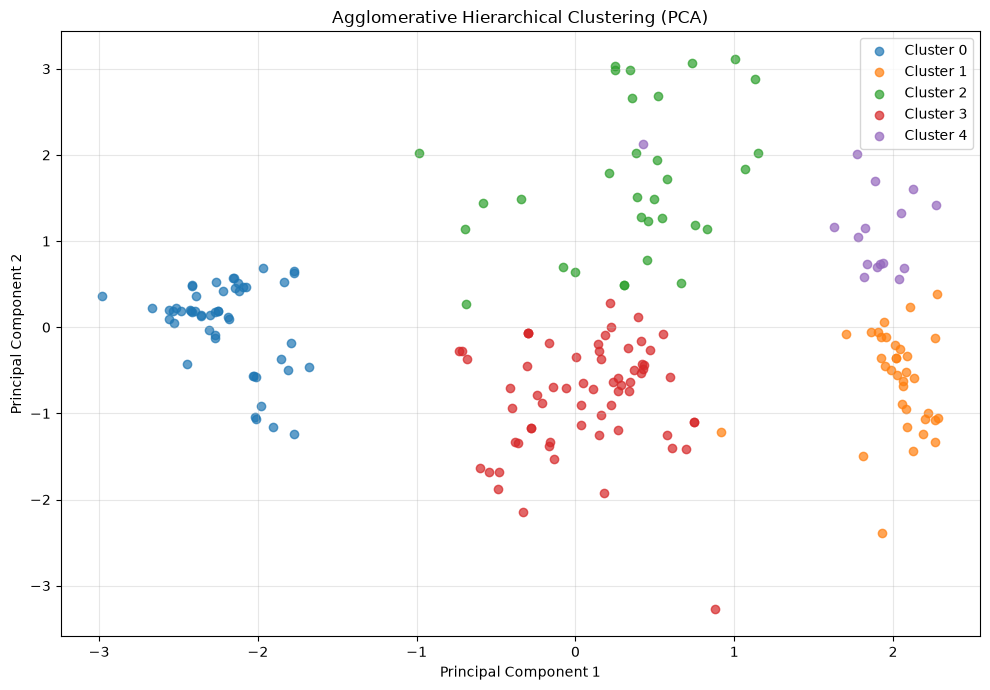 Agglomerative Hierarchical Clustering (PCA)
Cluster 0
Cluster 1
Cluster 2
Cluster 3
Cluster 4
Principal Component 2
3
2
1
0
−1
−2
−3
−3
−2
−1
0
1
2
Principal Component 1